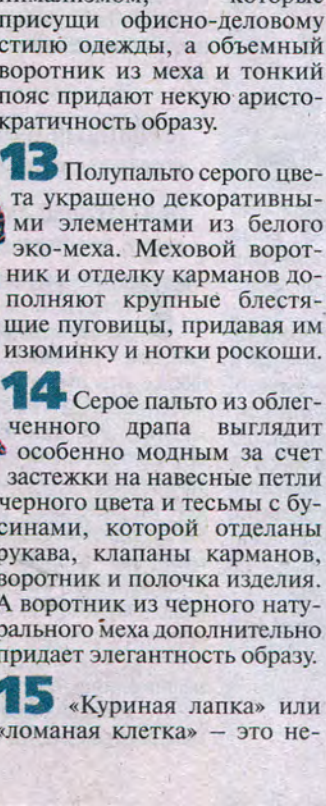 которые
присущи офисно-деловому
стилю одежды, а объемный
воротник из меха и тонкий
пояс придают некую аристо-
кратичность образу.
13 Полупальто серого цве-
та украшено декоративны-
ми элементами из белого
эко-меха. Меховой ворот-
ник и отделку карманов до-
полняют крупные блестя-
щие пуговицы, придавая им
изюминку и нотки роскоши.
14 Серое пальто из облег-
ченного драпа выглядит
особенно модным за счет
застежки на навесные петли
черного цвета и тесьмы с бу-
синами, которой отделаны
рукава, клапаны карманов,
воротник и полочка изделия.
А воротник из черного нату-
рального меха дополнительно
придает элегантность образу.
15 «Куриная лапка» или
«ломаная клетка» – это не-